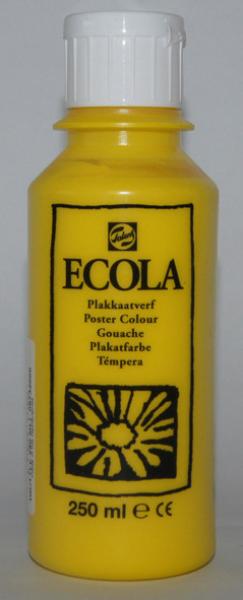 Talens
ECOLA
Plakkaatverf
Poster Colour
Gouache
Plakatfarbe
Témpera
250 ml e CE